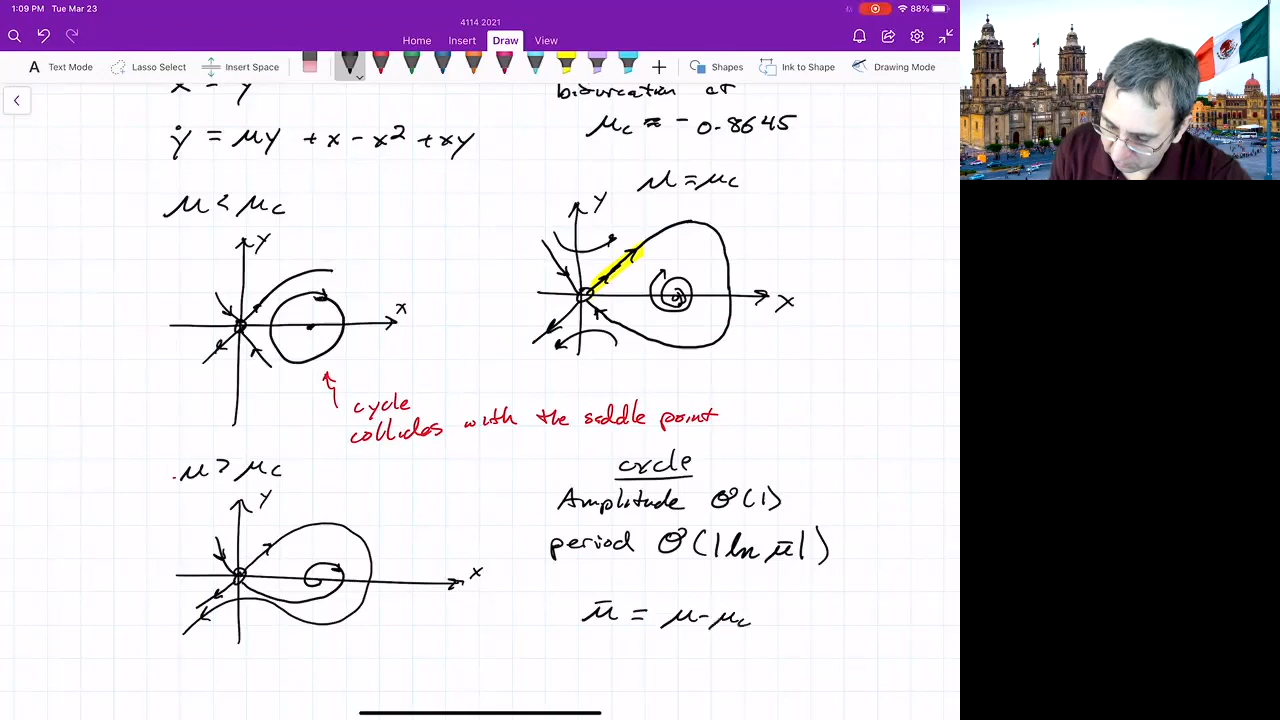 1:09 PM Tue Mar 23
88%
4114 2021
Home Insert Draw View
Text Mode Lasso Select Insert Space Shapes Ink to Shape Drawing Mode
ẋ = y
bifurcation at
ẏ = μy + x - x² + xy
μc ≈ - 0.8645
μ = μc
μ < μc
y
x
y
x
cycle
collides with the saddle point
μ > μc
y
x
cycle
Amplitude O(1)
period O(|ln μ̄|)
μ̄ = μ - μc